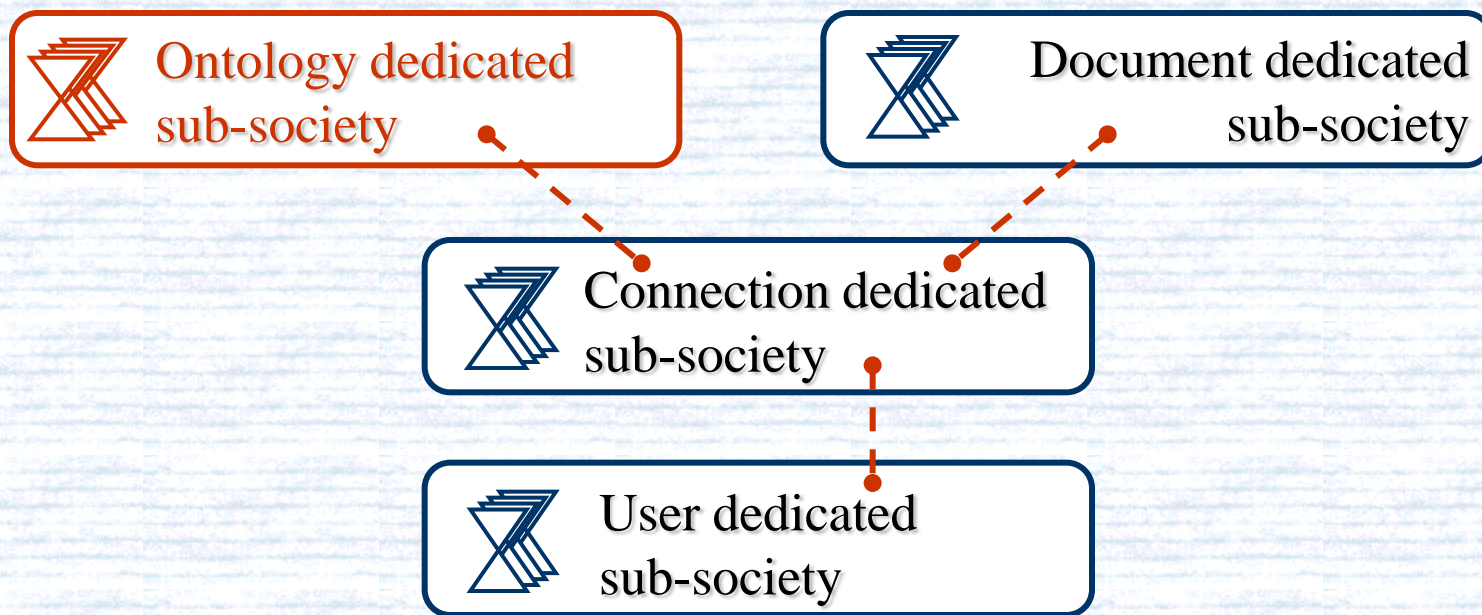 Ontology dedicated
sub-society
Document dedicated
sub-society
Connection dedicated
sub-society
User dedicated
sub-society